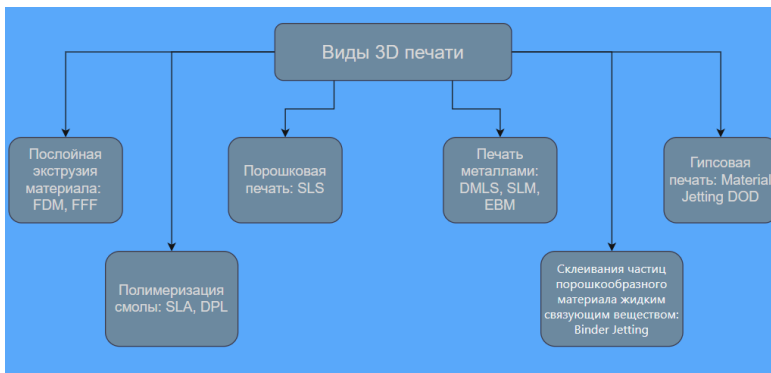 Виды 3D печати
Послойная
экструзия
материала:
FDM, FFF
Порошковая
печать: SLS
Печать
металлами:
DMLS, SLM,
EBM
Гипсовая
печать: Material
Jetting DOD
Полимеризация
смолы: SLA, DPL
Склеивания частиц
порошкообразного
материала жидким
связующим веществом:
Binder Jetting